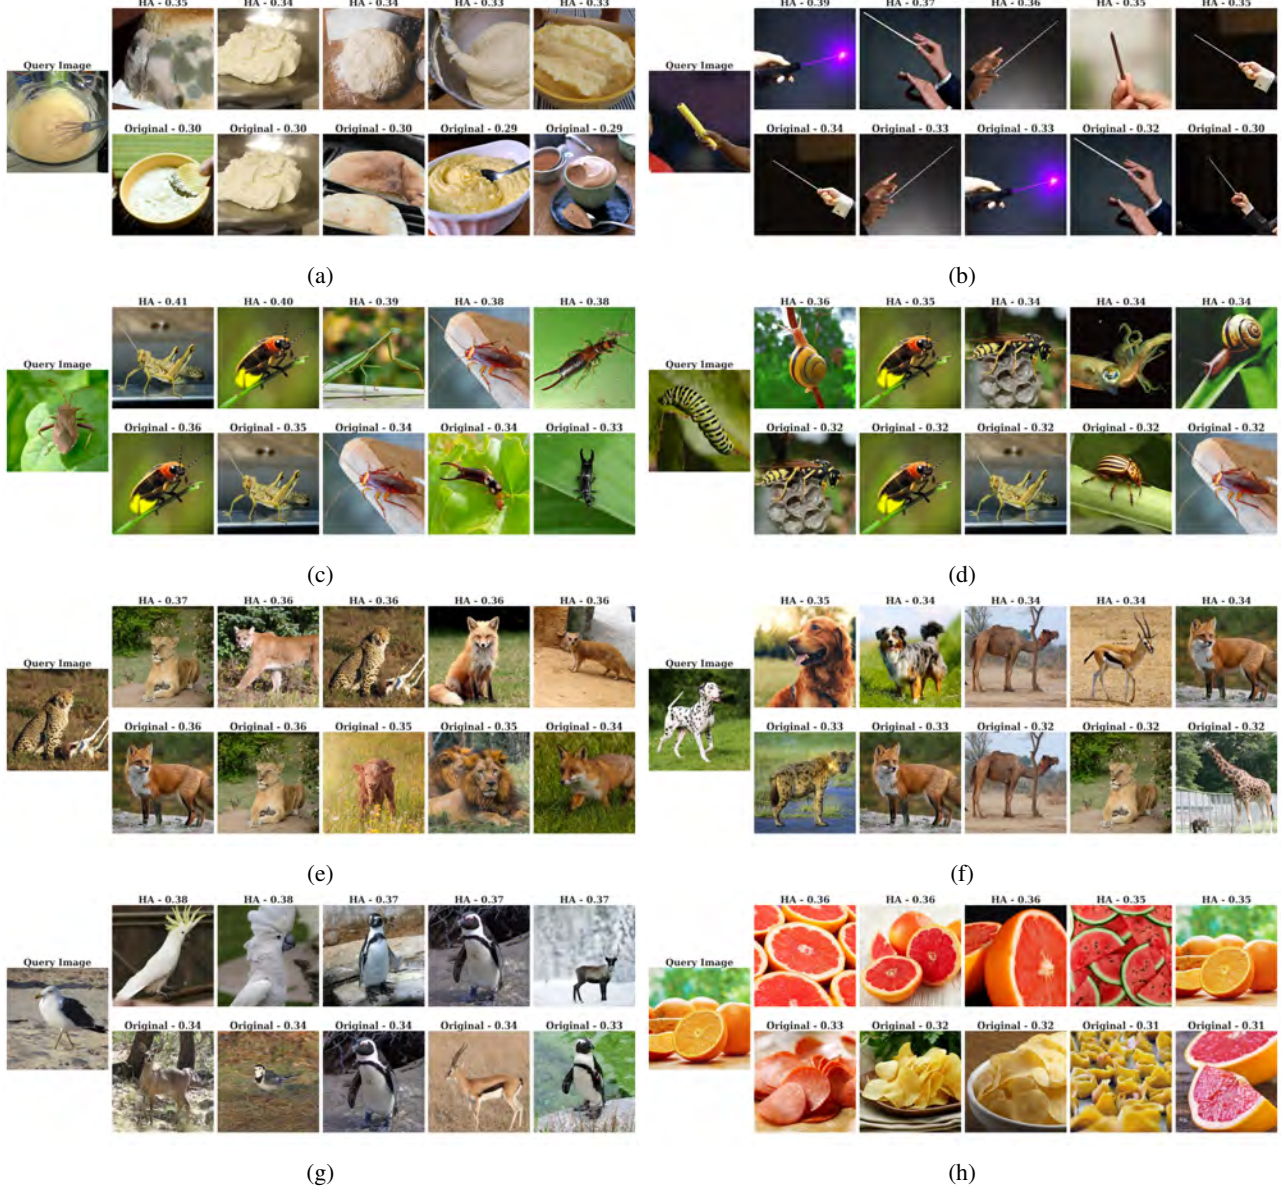 HA - 0.35 HA - 0.34 HA - 0.34 HA - 0.33 HA - 0.33
Query Image
Original - 0.30 Original - 0.30 Original - 0.30 Original - 0.29 Original - 0.29
(a)
HA - 0.39 HA - 0.37 HA - 0.36 HA - 0.35 HA - 0.35
Query Image
Original - 0.34 Original - 0.33 Original - 0.33 Original - 0.32 Original - 0.30
(b)
HA - 0.41 HA - 0.40 HA - 0.39 HA - 0.38 HA - 0.38
Query Image
Original - 0.36 Original - 0.35 Original - 0.34 Original - 0.34 Original - 0.33
(c)
HA - 0.36 HA - 0.35 HA - 0.34 HA - 0.34 HA - 0.34
Query Image
Original - 0.32 Original - 0.32 Original - 0.32 Original - 0.32 Original - 0.32
(d)
HA - 0.37 HA - 0.36 HA - 0.36 HA - 0.36 HA - 0.36
Query Image
Original - 0.36 Original - 0.36 Original - 0.35 Original - 0.35 Original - 0.34
(e)
HA - 0.35 HA - 0.34 HA - 0.34 HA - 0.34 HA - 0.34
Query Image
Original - 0.33 Original - 0.33 Original - 0.32 Original - 0.32 Original - 0.32
(f)
HA - 0.38 HA - 0.38 HA - 0.37 HA - 0.37 HA - 0.37
Query Image
Original - 0.34 Original - 0.34 Original - 0.34 Original - 0.34 Original - 0.33
(g)
HA - 0.36 HA - 0.36 HA - 0.36 HA - 0.35 HA - 0.35
Query Image
Original - 0.33 Original - 0.32 Original - 0.32 Original - 0.31 Original - 0.31
(h)